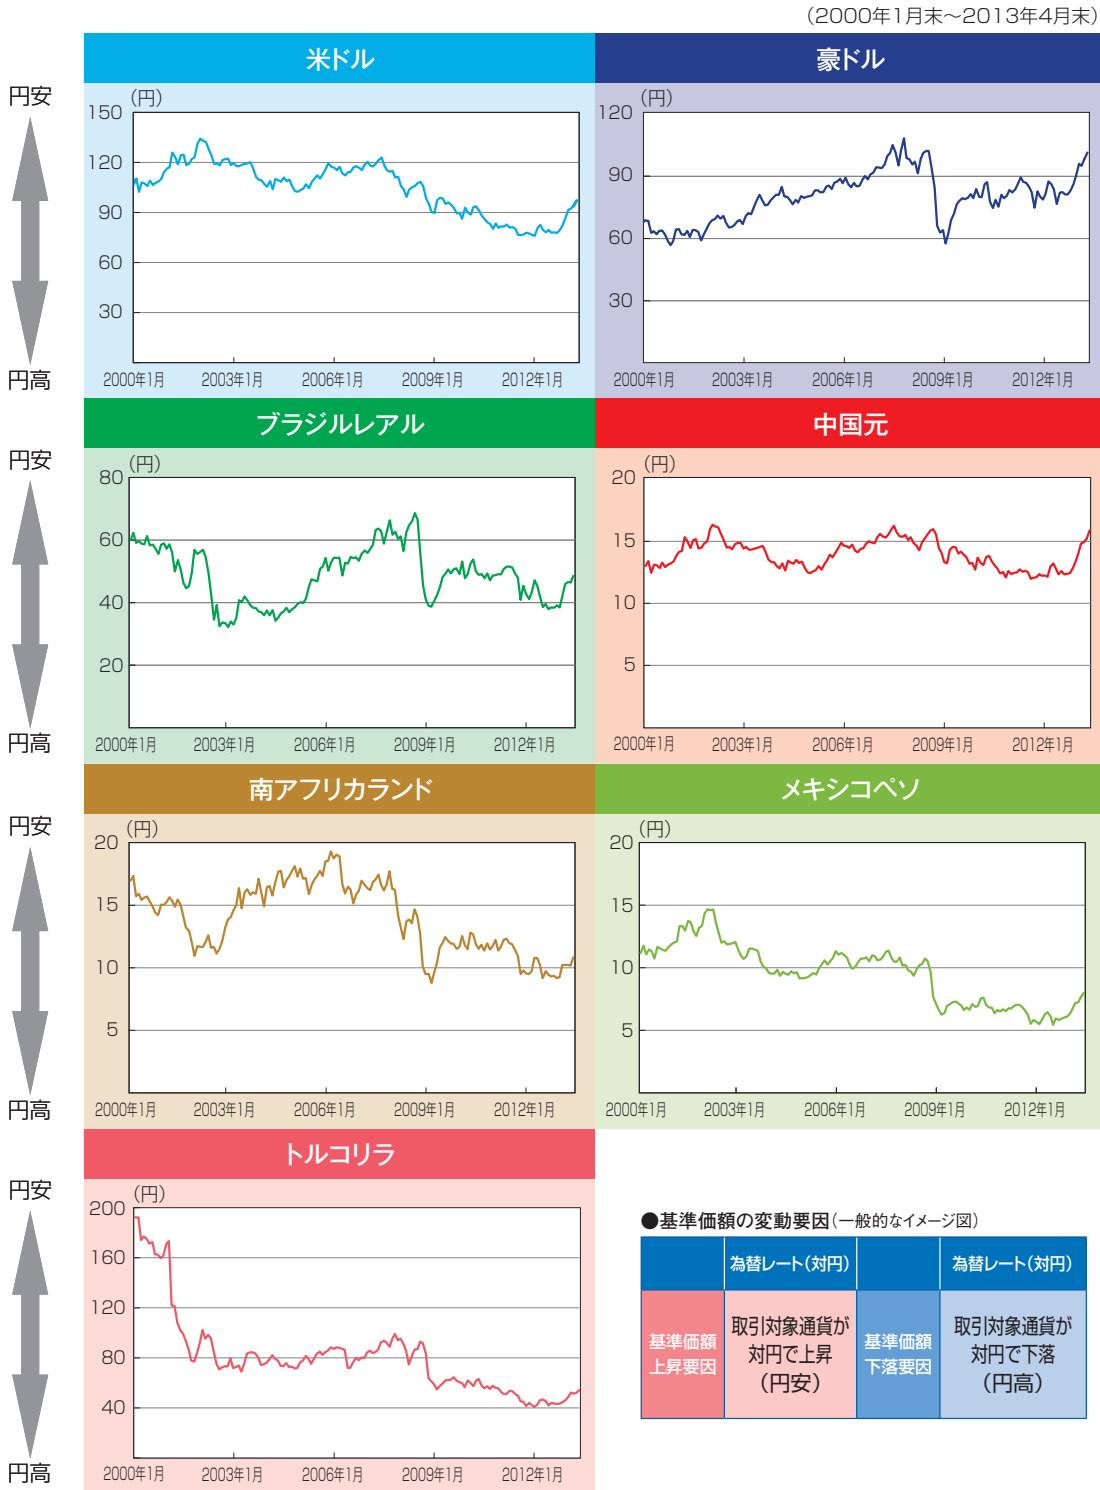 （2000年1月末～2013年4月末）
米ドル
豪ドル
円安
円高
（円）
150
120
90
60
30
2000年1月 2003年1月 2006年1月 2009年1月 2012年1月
（円）
120
90
60
30
2000年1月 2003年1月 2006年1月 2009年1月 2012年1月
ブラジルレアル
中国元
円安
円高
（円）
80
60
40
20
2000年1月 2003年1月 2006年1月 2009年1月 2012年1月
（円）
20
15
10
5
2000年1月 2003年1月 2006年1月 2009年1月 2012年1月
南アフリカランド
メキシコペソ
円安
円高
（円）
20
15
10
5
2000年1月 2003年1月 2006年1月 2009年1月 2012年1月
（円）
20
15
10
5
2000年1月 2003年1月 2006年1月 2009年1月 2012年1月
トルコリラ
円安
円高
（円）
200
160
120
80
40
2000年1月 2003年1月 2006年1月 2009年1月 2012年1月
●基準価額の変動要因（一般的なイメージ図）
為替レート（対円）
為替レート（対円）
基準価額
上昇要因
取引対象通貨が
対円で上昇
（円安）
基準価額
下落要因
取引対象通貨が
対円で下落
（円高）